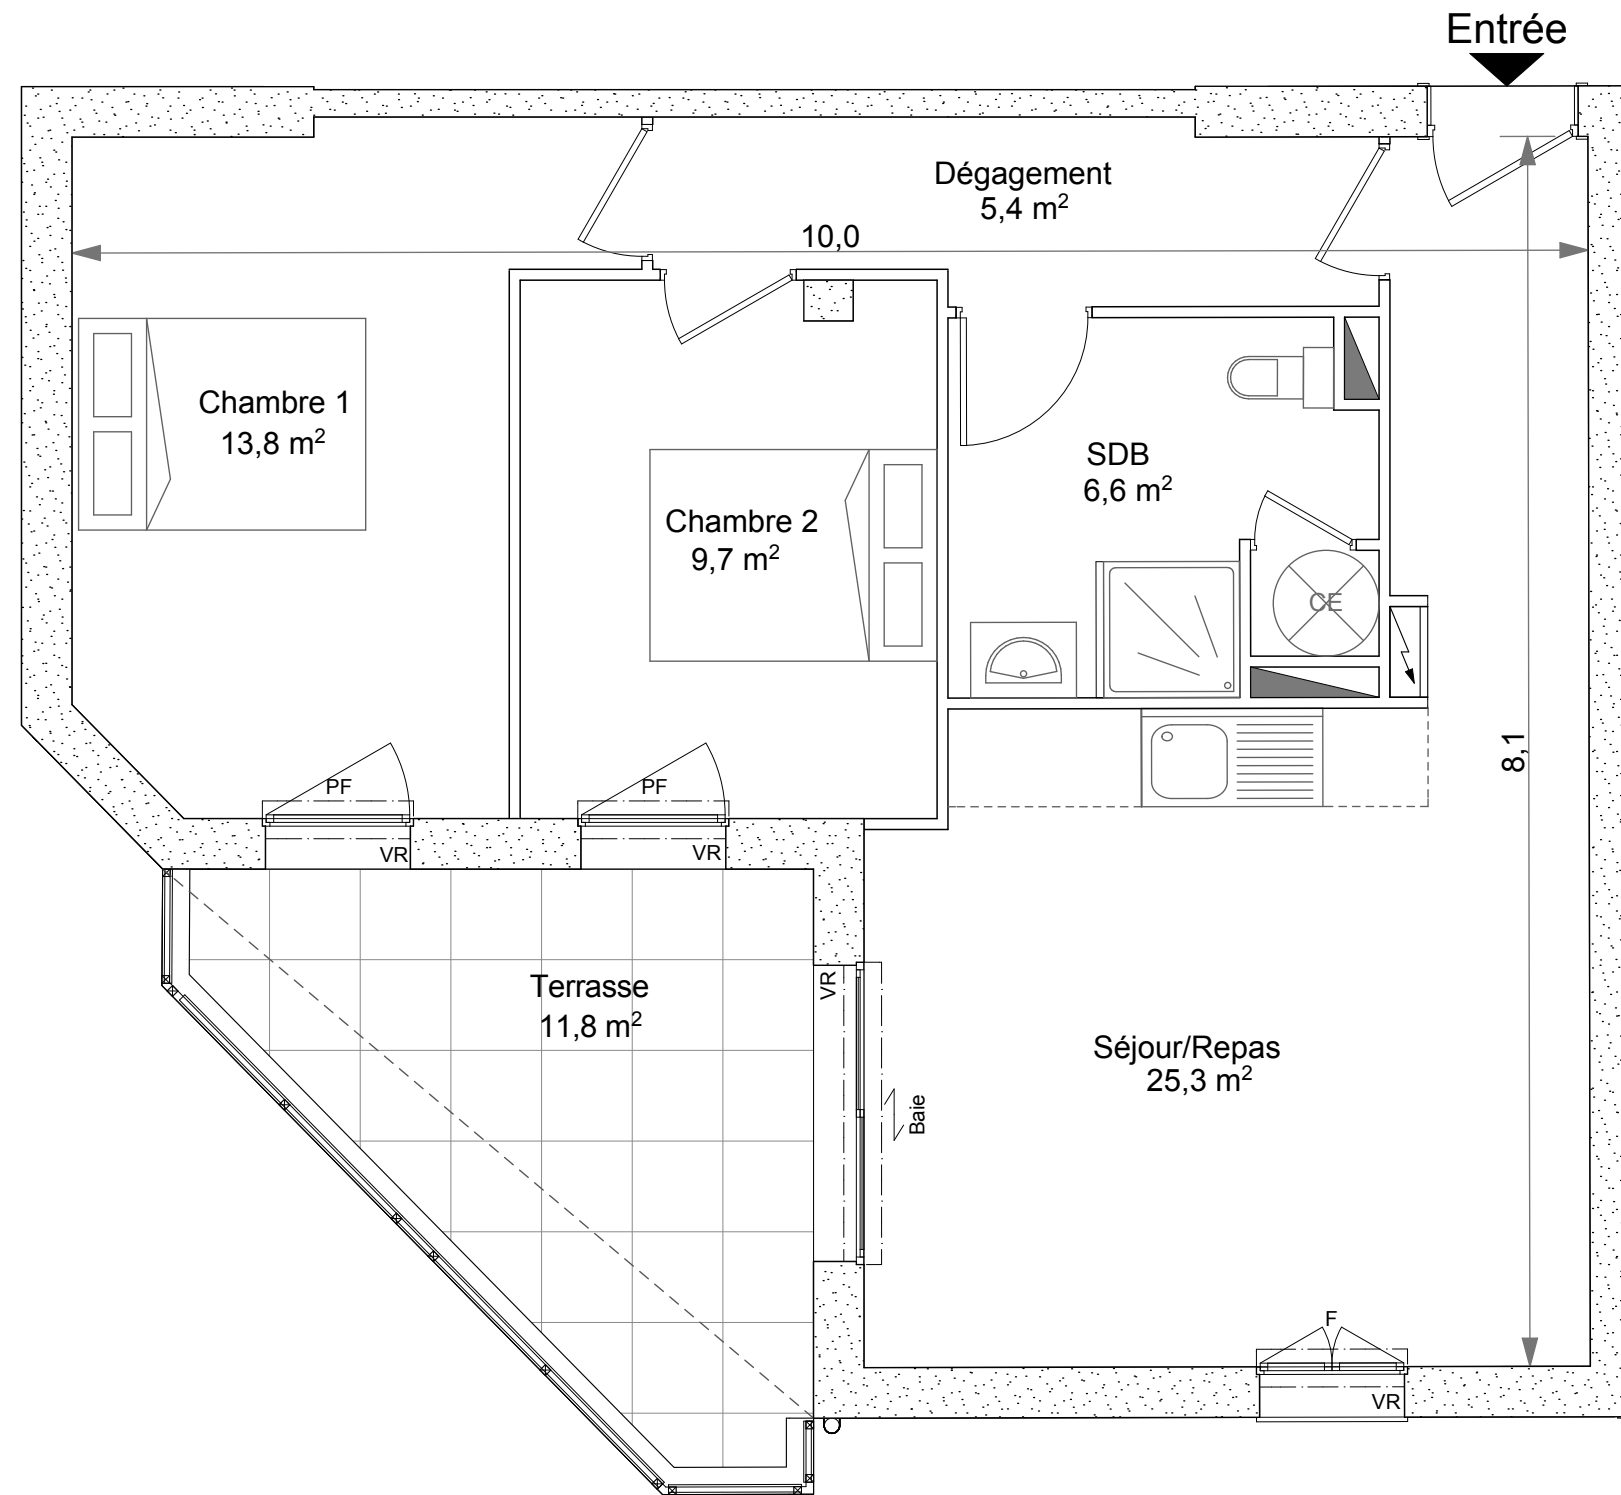 Entrée
Dégagement
5,4 m²
10,0
Chambre 1
13,8 m²
SDB
6,6 m²
Chambre 2
9,7 m²
CE
8,1
PF
PF
VR
VR
VR
Terrasse
11,8 m²
Séjour/Repas
25,3 m²
Baie
F
VR